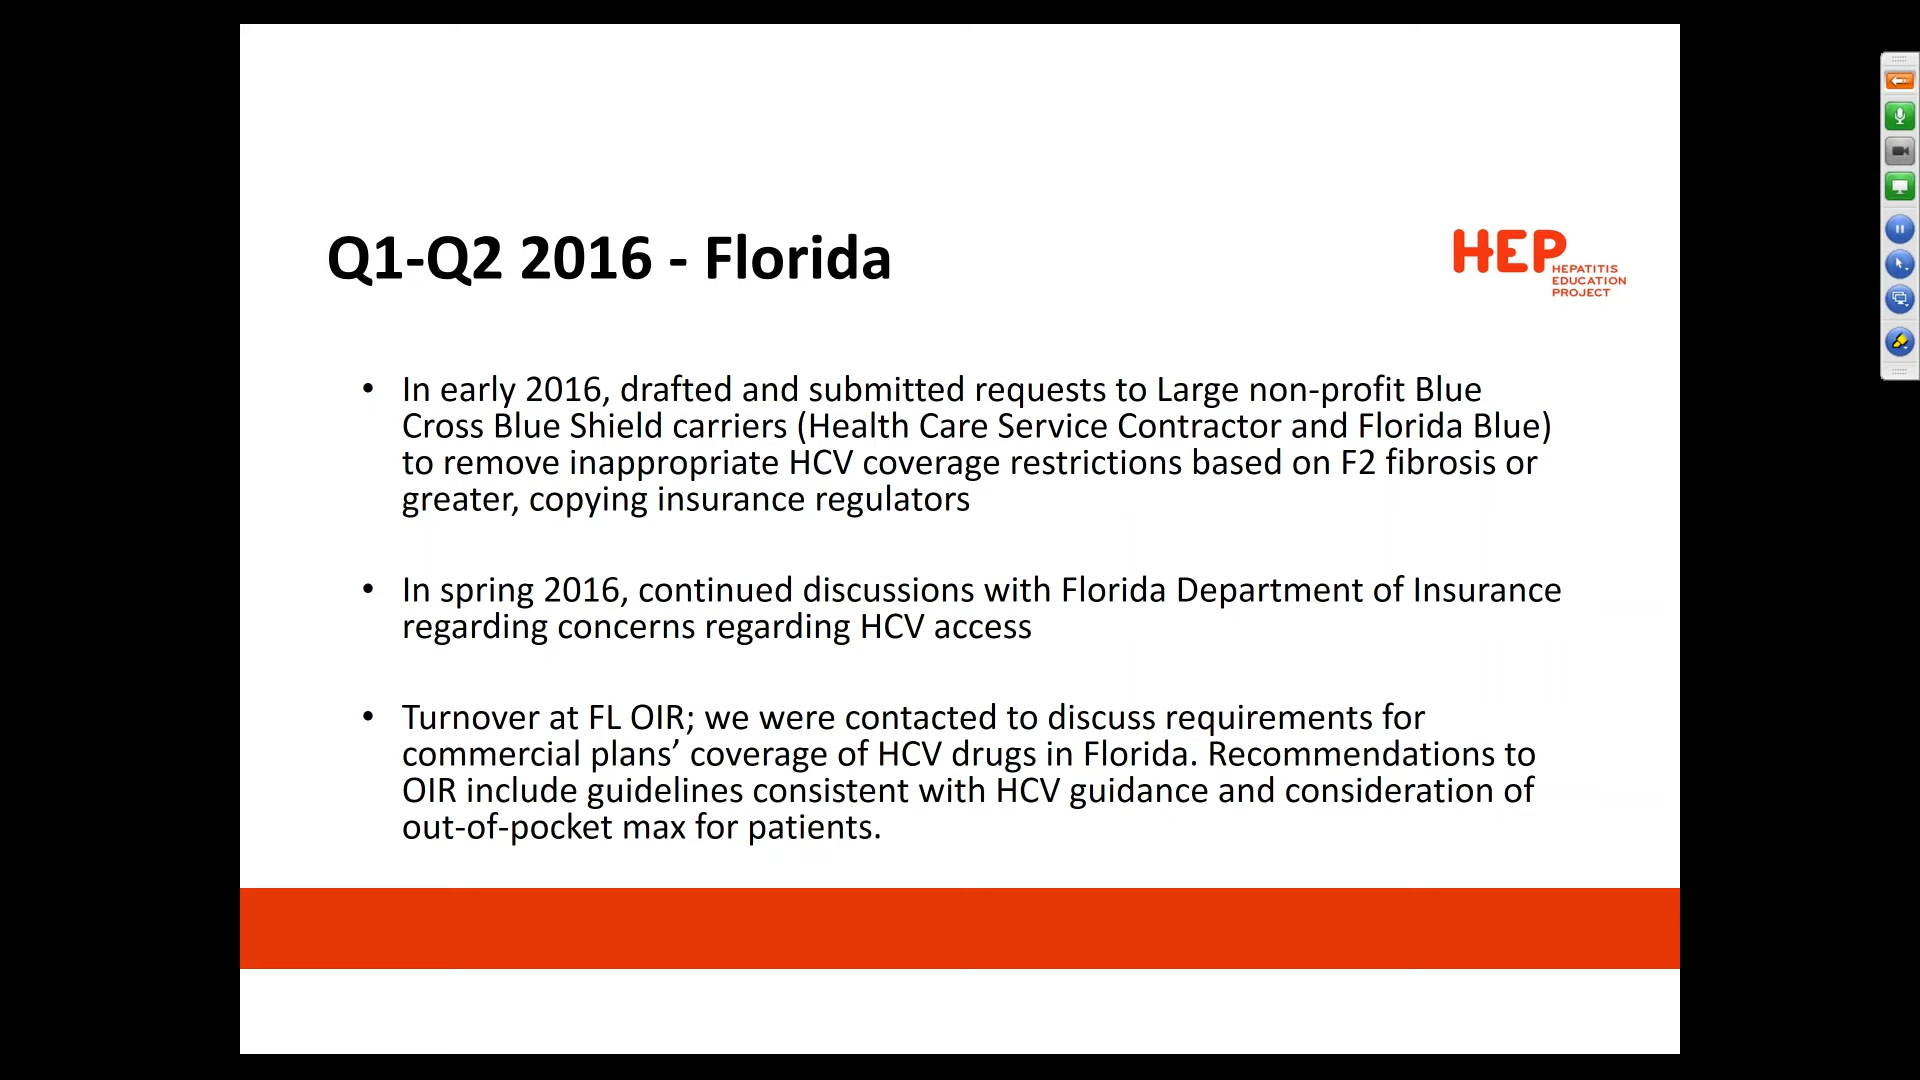 Q1-Q2 2016 - Florida
HEP
HEPATITIS
EDUCATION
PROJECT
• In early 2016, drafted and submitted requests to Large non-profit Blue
Cross Blue Shield carriers (Health Care Service Contractor and Florida Blue)
to remove inappropriate HCV coverage restrictions based on F2 fibrosis or
greater, copying insurance regulators
• In spring 2016, continued discussions with Florida Department of Insurance
regarding concerns regarding HCV access
• Turnover at FL OIR; we were contacted to discuss requirements for
commercial plans’ coverage of HCV drugs in Florida. Recommendations to
OIR include guidelines consistent with HCV guidance and consideration of
out-of-pocket max for patients.